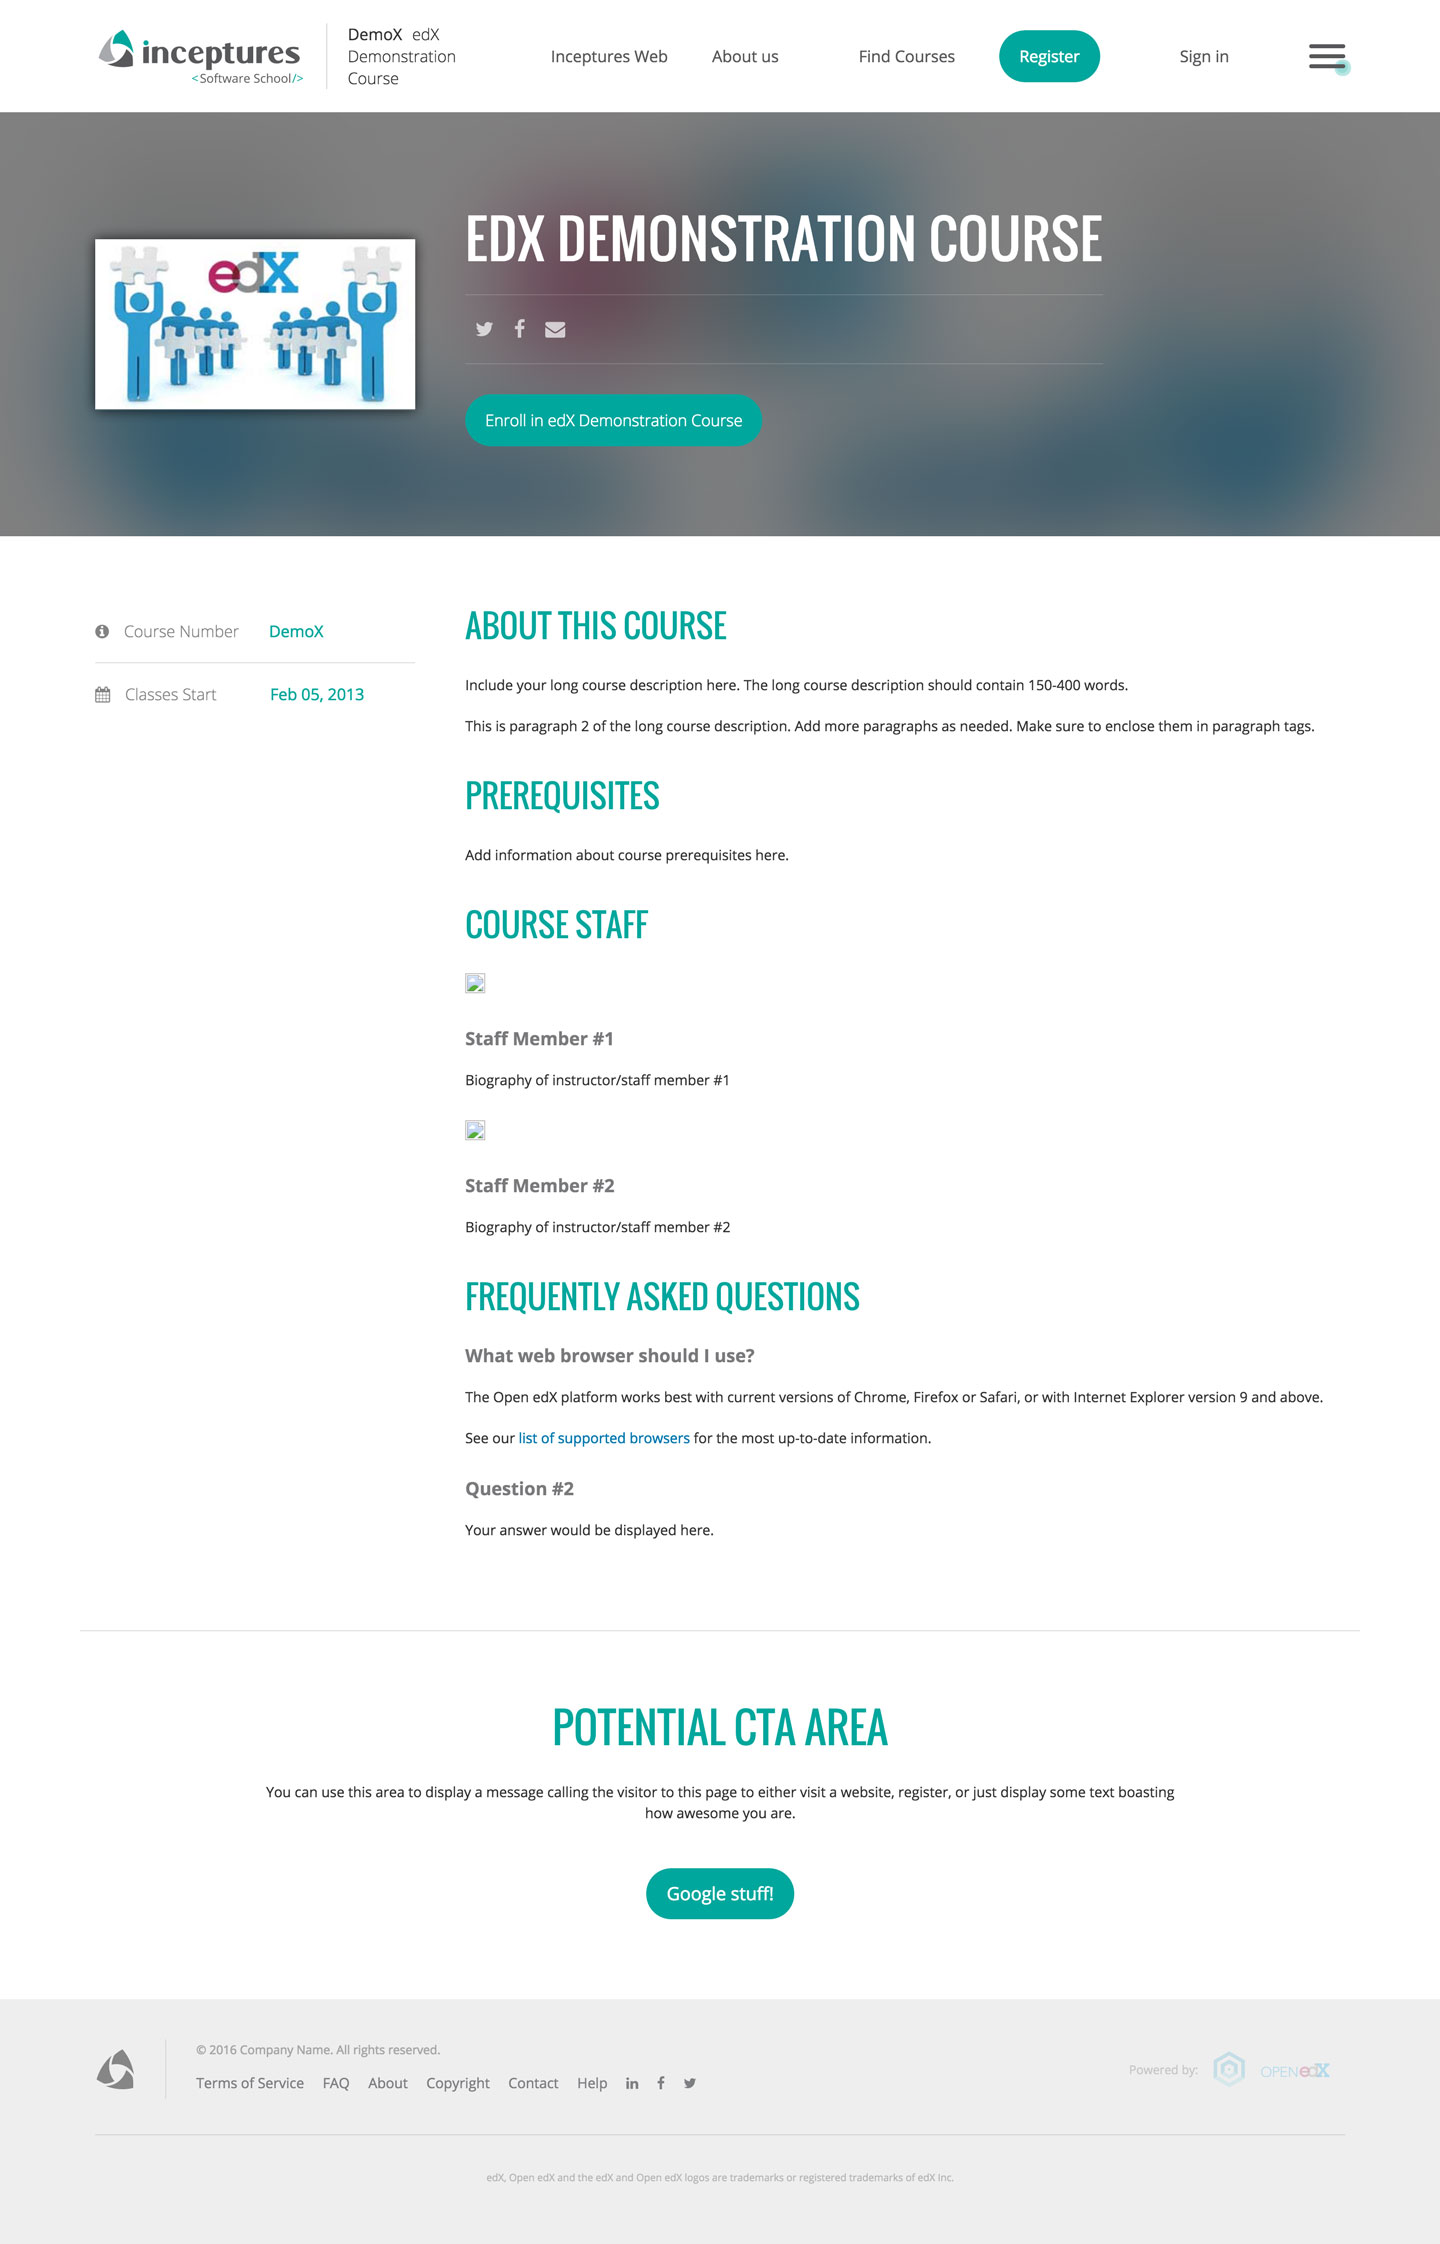 inceptures
<Software School/>
DemoX edX
Demonstration
Course
Inceptures Web
About us
Find Courses
Register
Sign in
edX
EDX DEMONSTRATION COURSE
Enroll in edX Demonstration Course
Course Number DemoX
Classes Start Feb 05, 2013
ABOUT THIS COURSE
Include your long course description here. The long course description should contain 150-400 words.
This is paragraph 2 of the long course description. Add more paragraphs as needed. Make sure to enclose them in paragraph tags.
PREREQUISITES
Add information about course prerequisites here.
COURSE STAFF
Staff Member #1
Biography of instructor/staff member #1
Staff Member #2
Biography of instructor/staff member #2
FREQUENTLY ASKED QUESTIONS
What web browser should I use?
The Open edX platform works best with current versions of Chrome, Firefox or Safari, or with Internet Explorer version 9 and above.
See our list of supported browsers for the most up-to-date information.
Question #2
Your answer would be displayed here.
POTENTIAL CTA AREA
You can use this area to display a message calling the visitor to this page to either visit a website, register, or just display some text boasting
how awesome you are.
Google stuff!
© 2016 Company Name. All rights reserved.
Terms of Service FAQ About Copyright Contact Help
Powered by:
OPEN edX
edX, Open edX and the edX and Open edX logos are trademarks or registered trademarks of edX Inc.